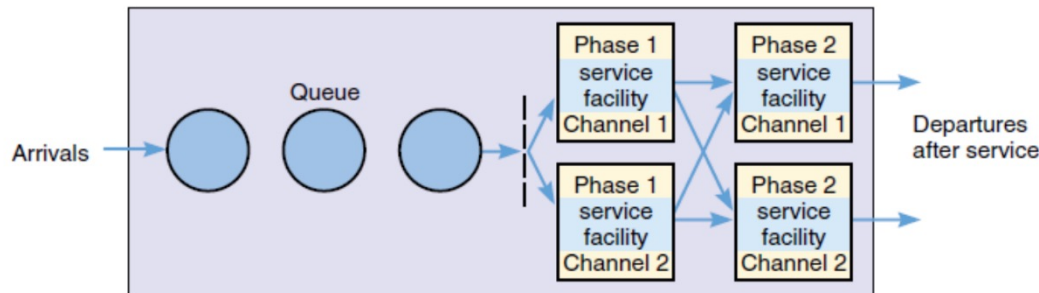 Arrivals
Queue
Phase 1
service
facility
Channel 1
Phase 2
service
facility
Channel 1
Phase 1
service
facility
Channel 2
Phase 2
service
facility
Channel 2
Departures
after service